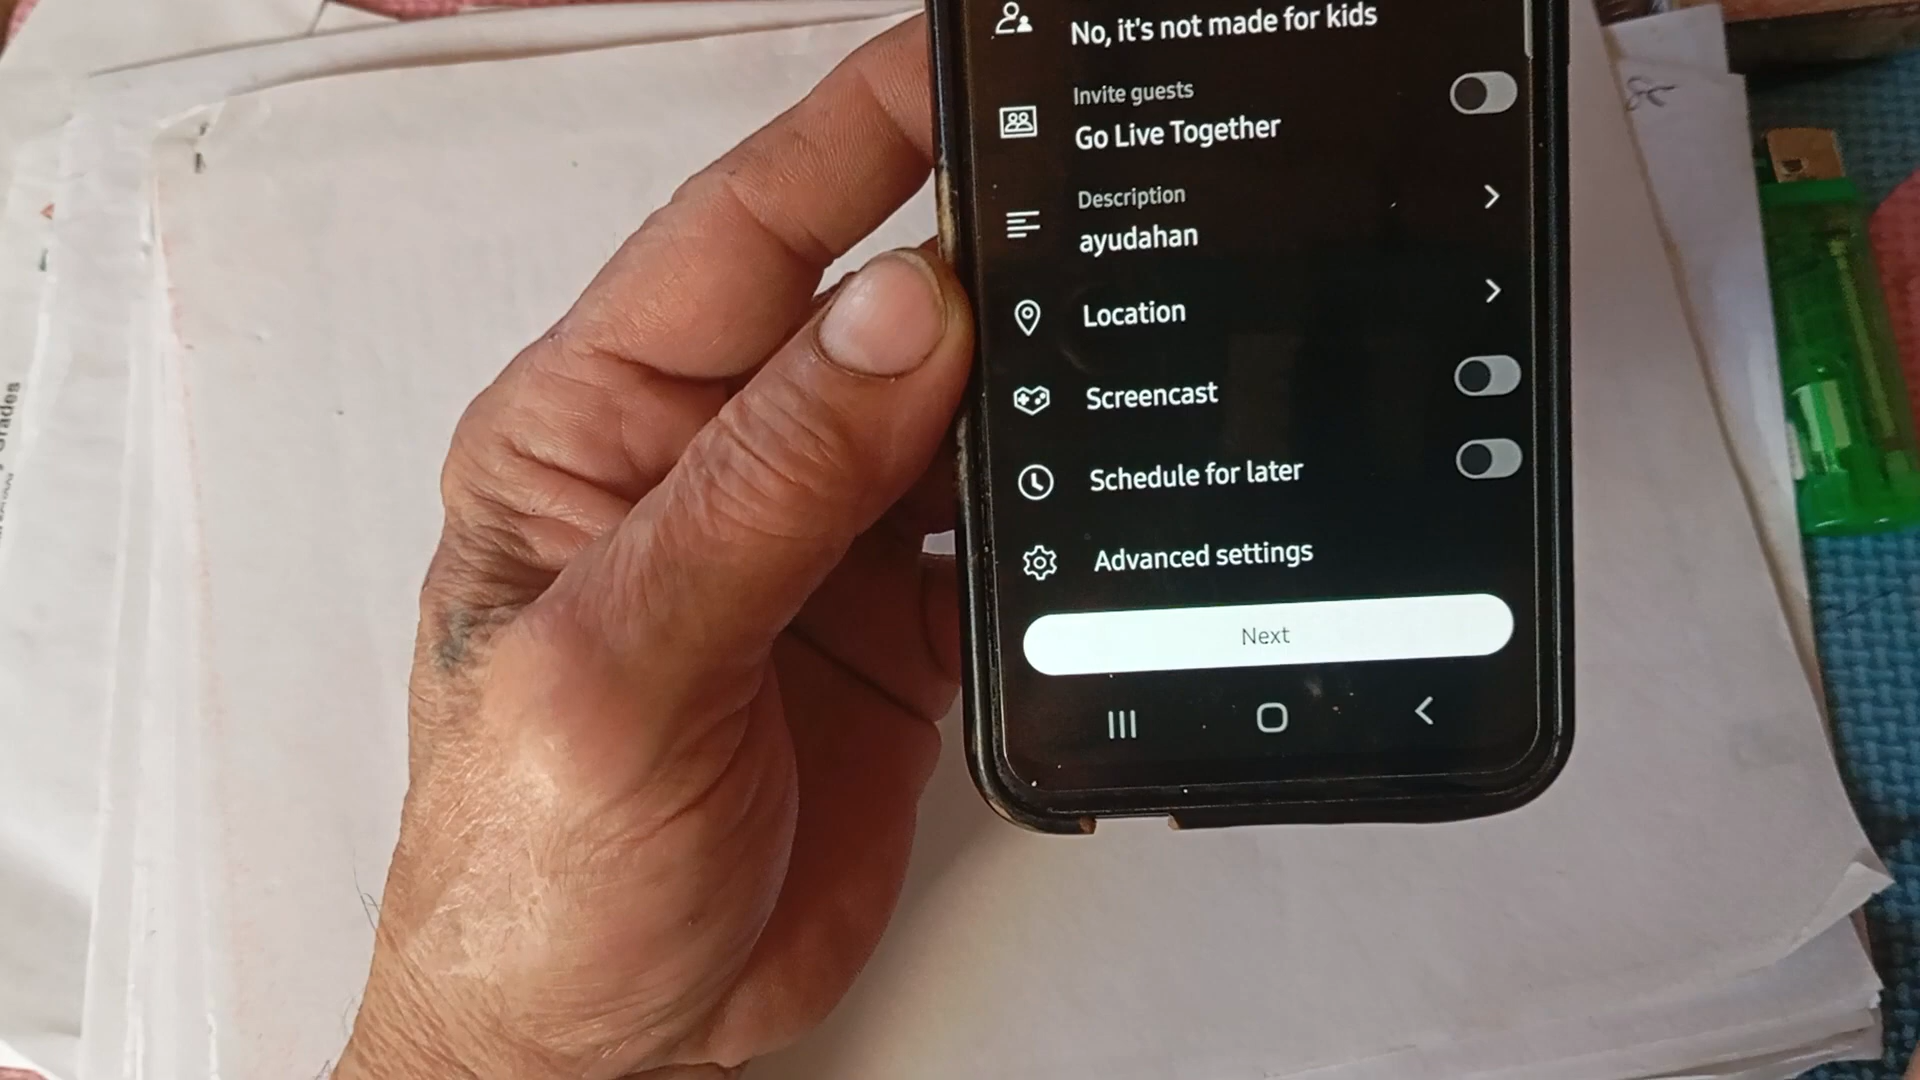 No, it's not made for kids
Invite guests
Go Live Together
Description
ayudahan
Location
Screencast
Schedule for later
Advanced settings
Next
Grades